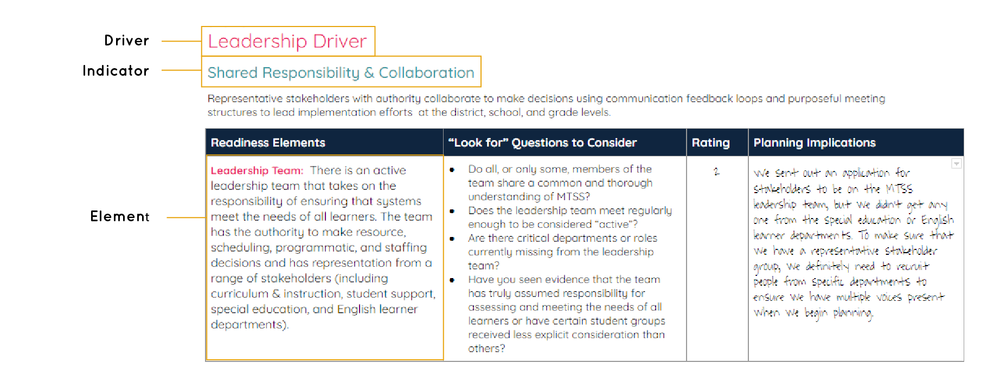 Driver
Leadership Driver
Indicator
Shared Responsibility & Collaboration
Representative stakeholders with authority collaborate to make decisions using communication feedback loops and purposeful meeting
structures to lead implementation efforts at the district, school, and grade levels.
Readiness Elements
“Look for” Questions to Consider
Rating
Planning Implications
Element
Leadership Team: There is an active
leadership team that takes on the
responsibility of ensuring that systems
meet the needs of all learners. The team
has the authority to make resource,
scheduling, programmatic, and staffing
decisions and has representation from a
range of stakeholders (including
curriculum & instruction, student support,
special education, and English learner
departments).
• Do all, or only some, members of the
team share a common and thorough
understanding of MTSS?
• Does the leadership team meet regularly
enough to be considered “active”?
• Are there critical departments or roles
currently missing from the leadership
team?
• Have you seen evidence that the team
has truly assumed responsibility for
assessing and meeting the needs of all
learners or have certain student groups
received less explicit consideration than
others?
2
We sent out an application for
stakeholders to be on the MTSS
leadership team, but we didn't get any
one from the special education or English
learner departments. To make sure that
we have a representative stakeholder
group, we definitely need to recruit
people from specific departments to
ensure we have multiple voices present
when we begin planning.